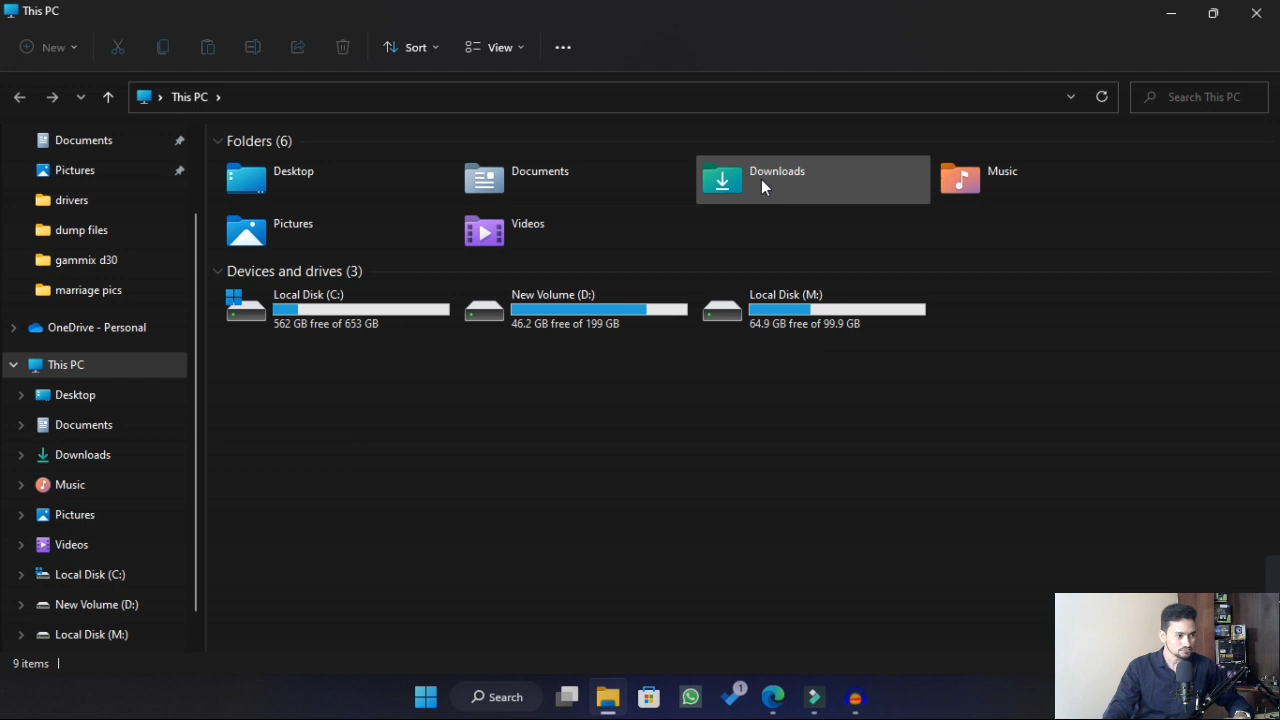 This PC
New
Sort
View
This PC
Search This PC
Documents
Pictures
drivers
dump files
gammix d30
marriage pics
OneDrive - Personal
This PC
Desktop
Documents
Downloads
Music
Pictures
Videos
Local Disk (C:)
New Volume (D:)
Local Disk (M:)
Folders (6)
Desktop
Documents
Downloads
Music
Pictures
Videos
Devices and drives (3)
Local Disk (C:)
562 GB free of 653 GB
New Volume (D:)
46.2 GB free of 199 GB
Local Disk (M:)
64.9 GB free of 99.9 GB
9 items
Search
1